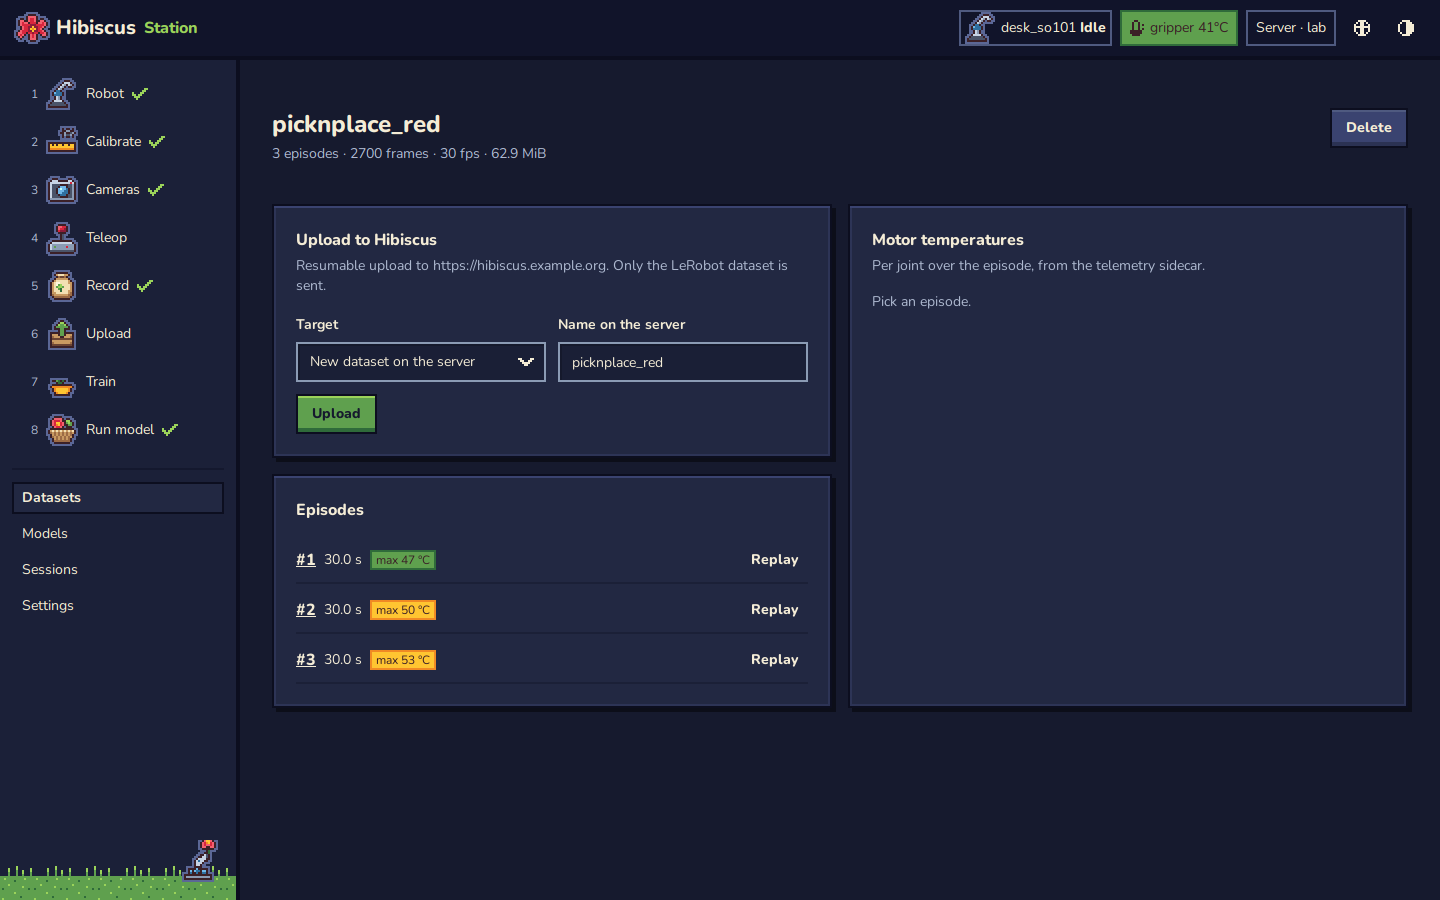 Hibiscus Station
desk_so101 Idle
gripper 41°C
Server · lab
1 Robot
2 Calibrate
3 Cameras
4 Teleop
5 Record
6 Upload
7 Train
8 Run model
Datasets
Models
Sessions
Settings
picknplace_red
3 episodes · 2700 frames · 30 fps · 62.9 MiB
Delete
Upload to Hibiscus
Resumable upload to https://hibiscus.example.org. Only the LeRobot dataset is
sent.
Target
Name on the server
New dataset on the server
picknplace_red
Upload
Episodes
#1 30.0 s max 47 °C Replay
#2 30.0 s max 50 °C Replay
#3 30.0 s max 53 °C Replay
Motor temperatures
Per joint over the episode, from the telemetry sidecar.
Pick an episode.